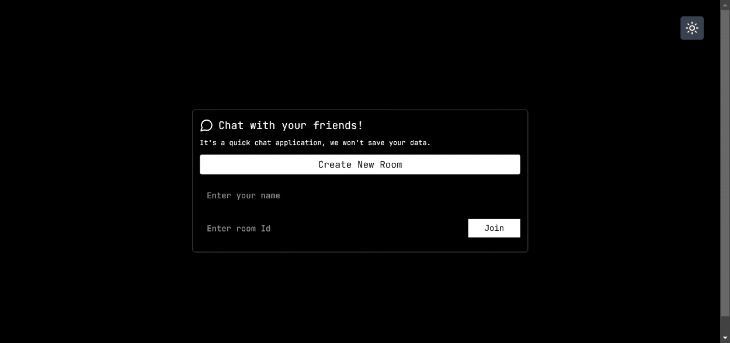 Chat with your friends!
It's a quick chat application, we won't save your data.
Create New Room
Enter your name
Enter room Id
Join